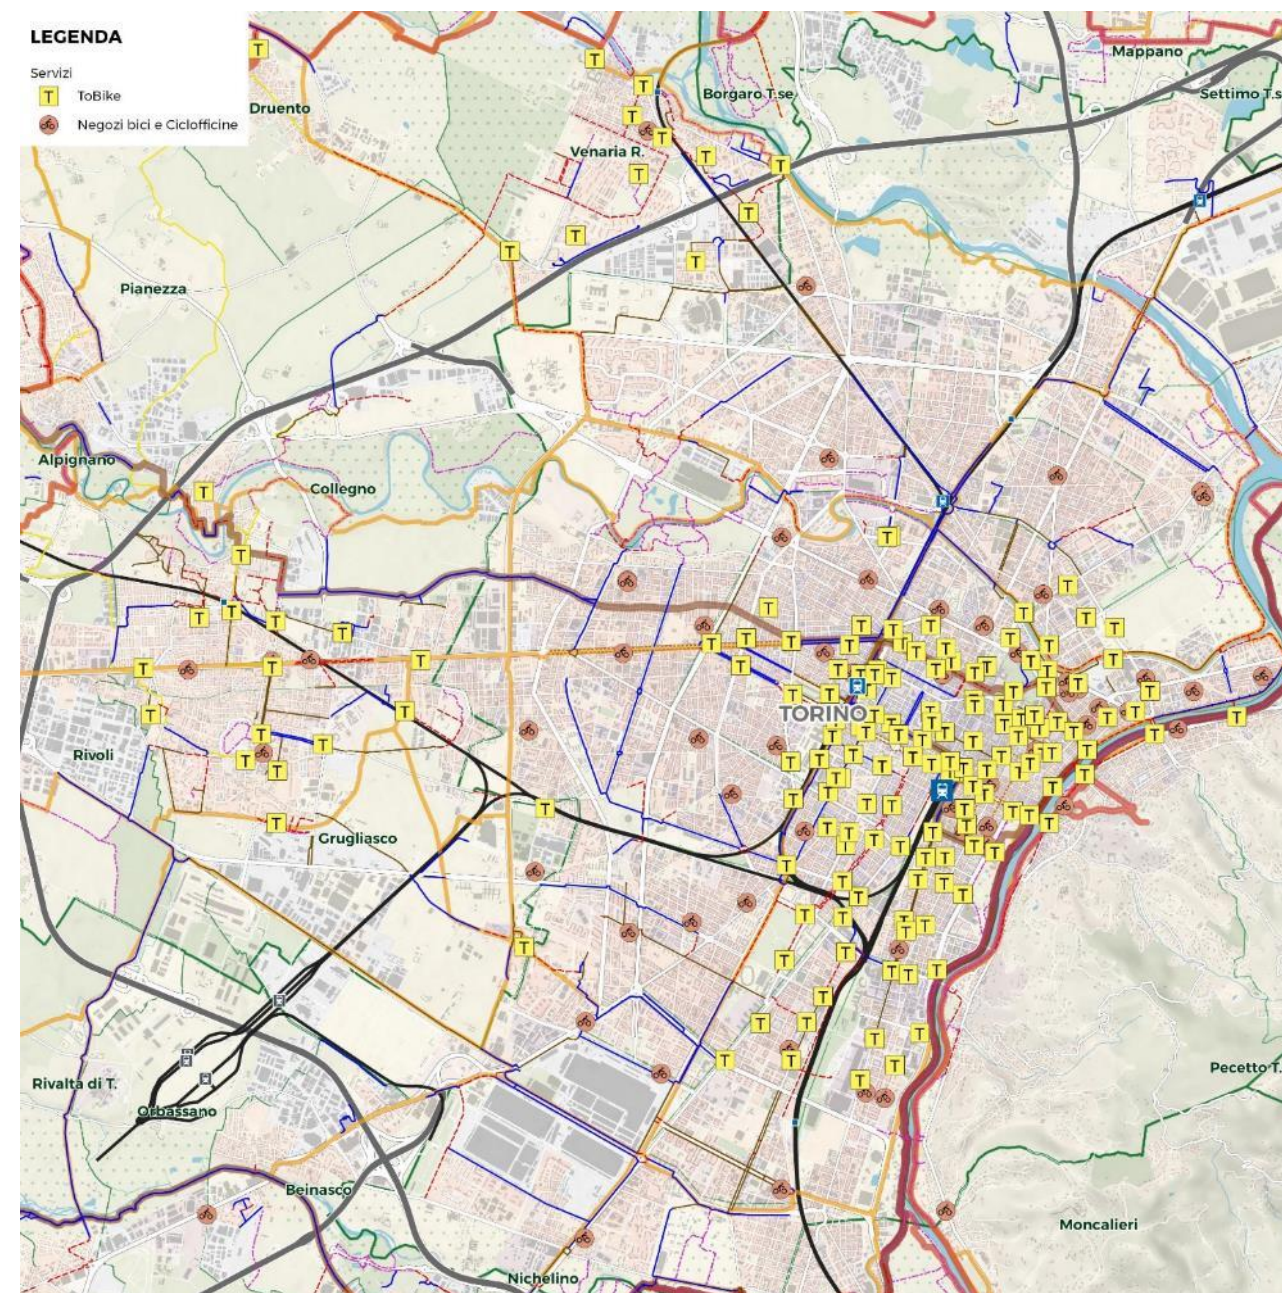 LEGENDA
Servizi
T ToBike
Negozi bici e Ciclofficine
Mappano
Borgaro T.se
Settimo T.s
Druento
Venaria R.
Pianezza
Alpignano
Collegno
TORINO
Rivoli
Grugliasco
Pecetto T.
Rivalta di T.
Orbassano
Beinasco
Moncalieri
Nichelino